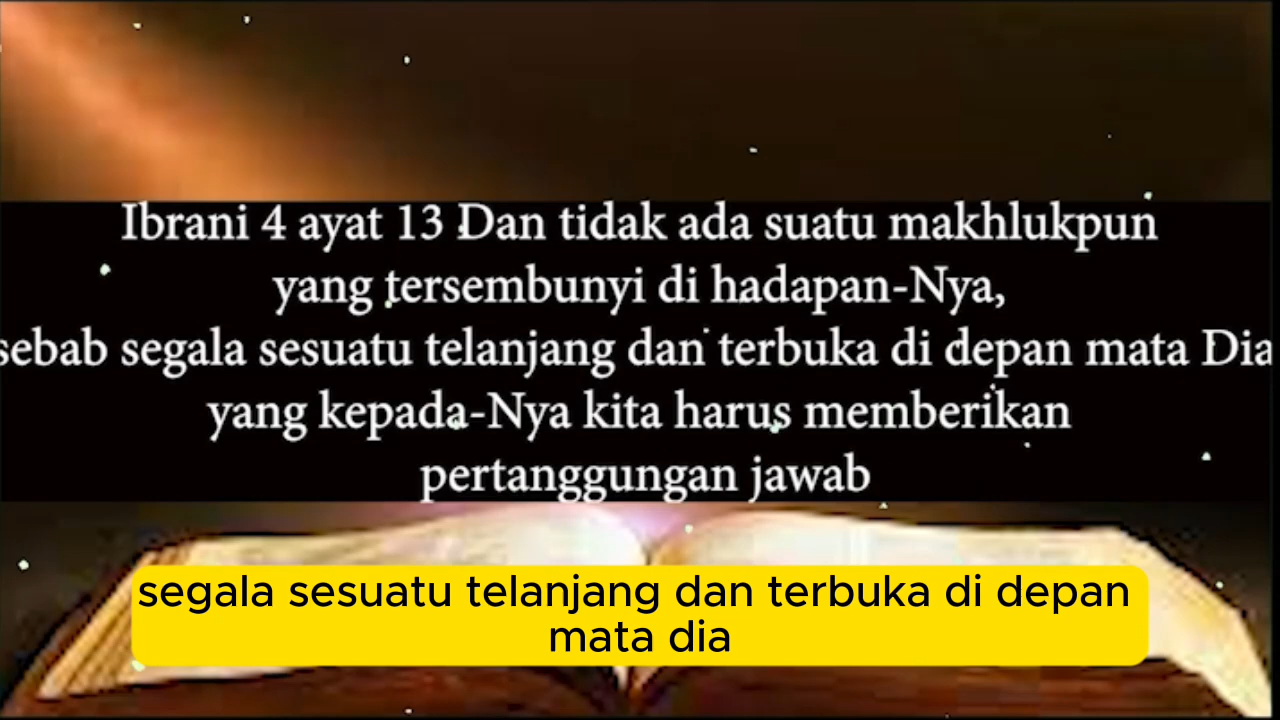 Ibrani 4 ayat 13 Dan tidak ada suatu makhlukpun
yang tersembunyi di hadapan-Nya,
sebab segala sesuatu telanjang dan terbuka di depan mata Dia
yang kepada-Nya kita harus memberikan
pertanggungan jawab
segala sesuatu telanjang dan terbuka di depan
mata dia